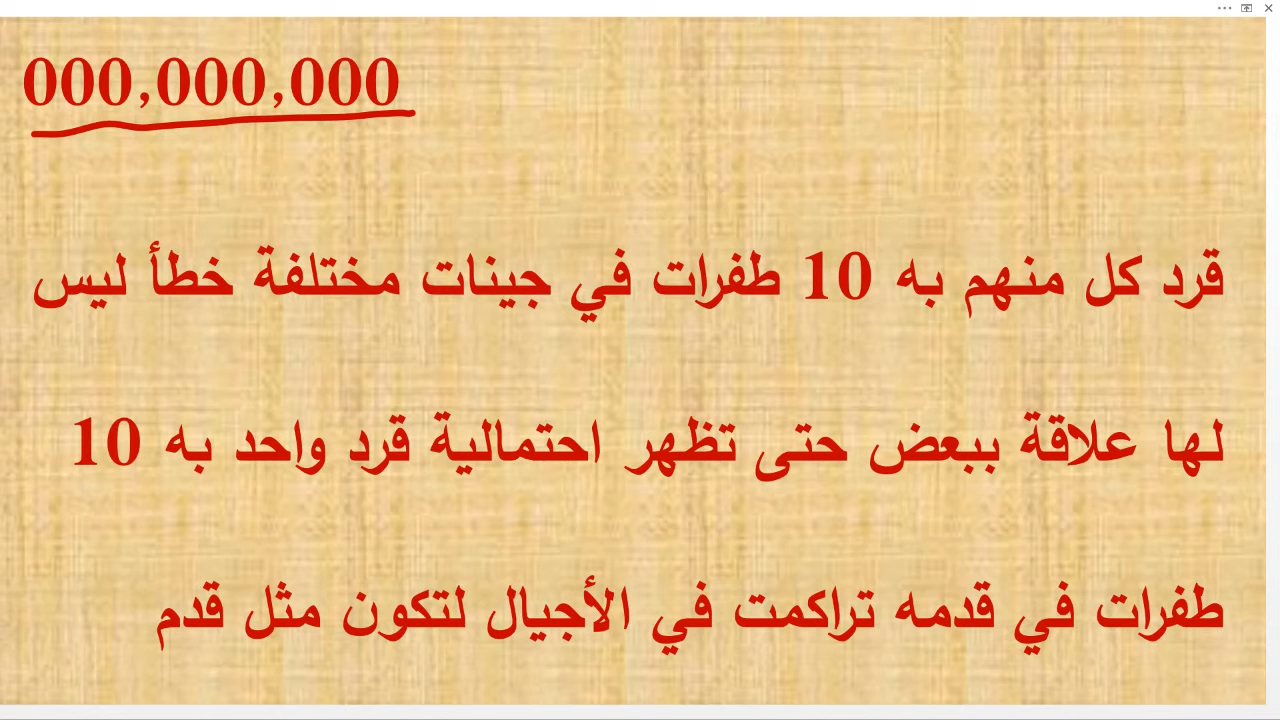 000,000,000
قرد كل منهم به 10 طفرات في جينات مختلفة خطأ ليس
لها علاقة ببعض حتى تظهر احتمالية قرد واحد به 10
طفرات في قدمه تراكمت في الأجيال لتكون مثل قدم